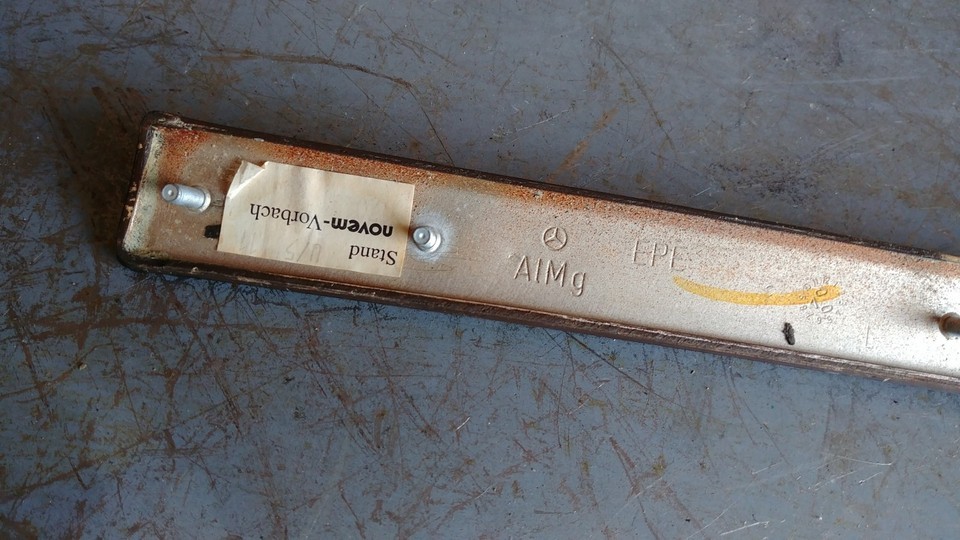 Stand
novem-Vorbach
AlMg
EPE